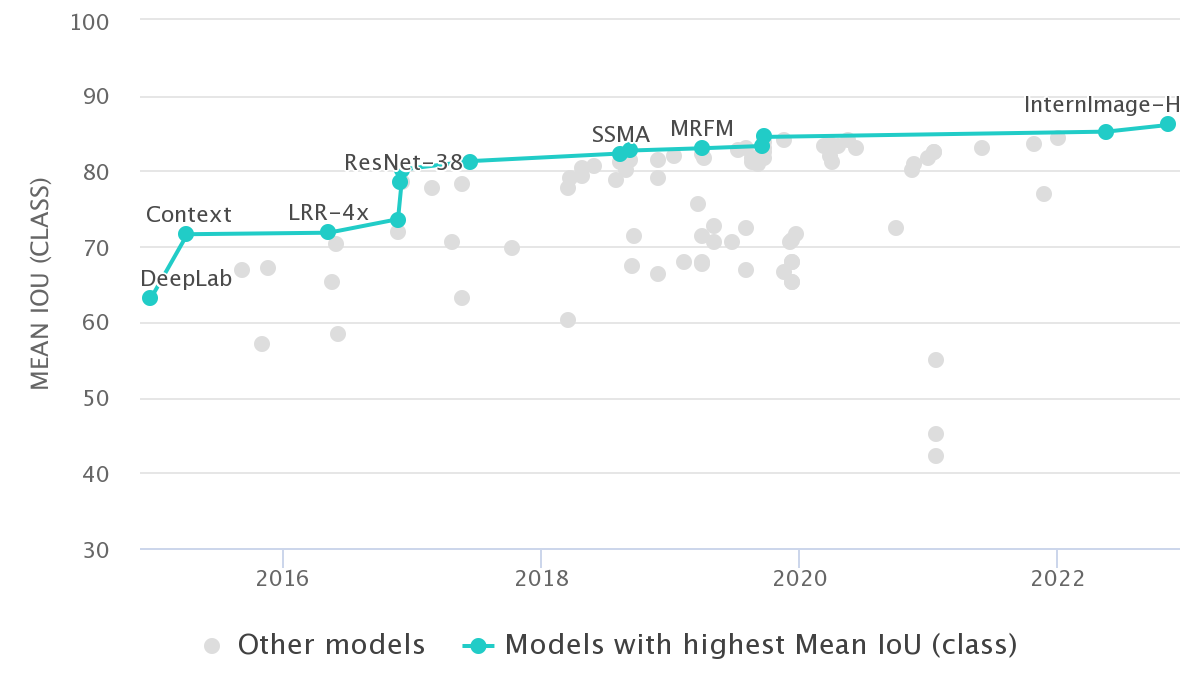 100
90
80
70
60
50
40
30
MEAN IOU (CLASS)
DeepLab
Context
LRR-4x
ResNet-38
SSMA
MRFM
InternImage-H
2016
2018
2020
2022
Other models
Models with highest Mean IoU (class)